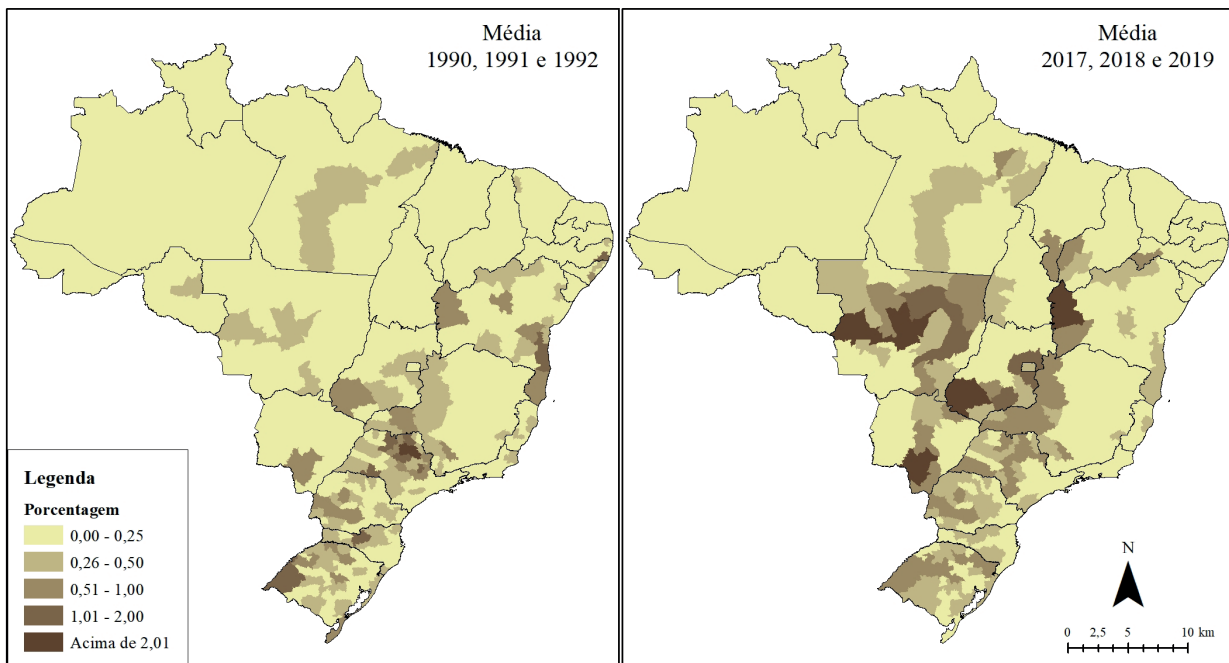 Média
1990, 1991 e 1992
Média
2017, 2018 e 2019
Legenda
Porcentagem
0,00 - 0,25
0,26 - 0,50
0,51 - 1,00
1,01 - 2,00
Acima de 2,01
N
0 2,5 5 10 km